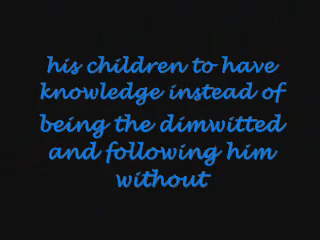 his children to have
knowledge instead of
being the dimwitted
and following him
without